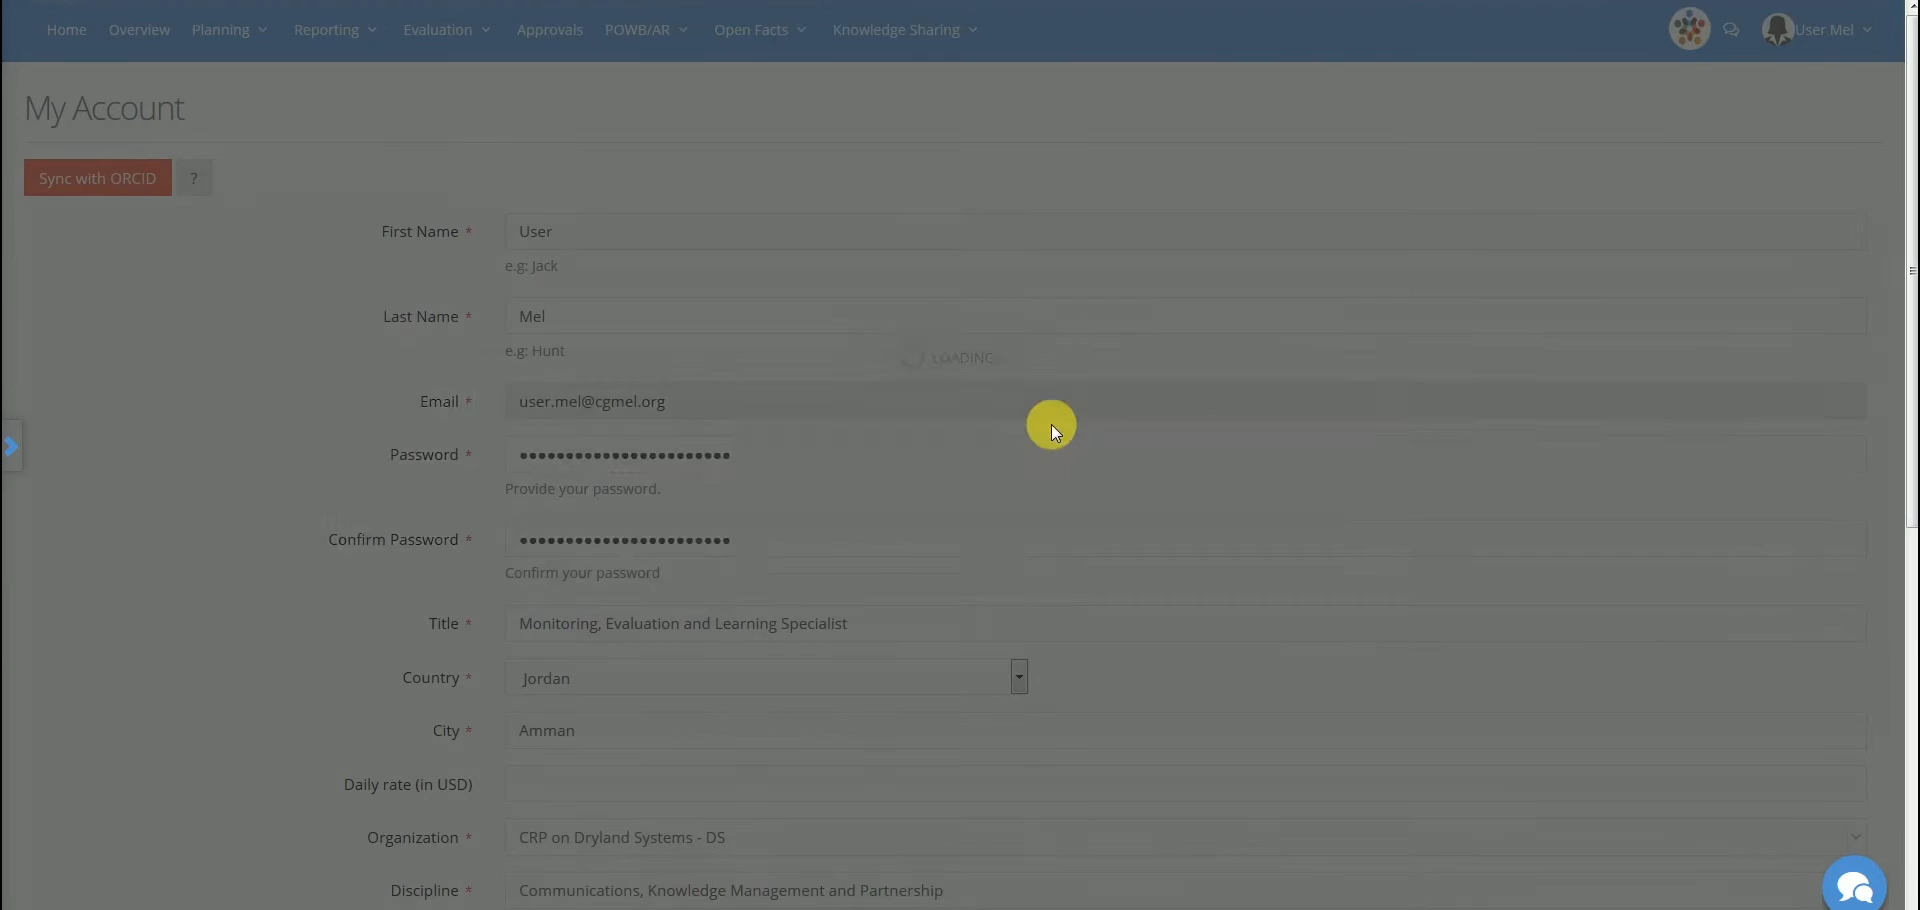 Home Overview Planning Reporting Evaluation Approvals POWB/AR Open Facts Knowledge Sharing User Mel
My Account
Sync with ORCID ?
First Name * User
e.g: Jack
Last Name * Mel
e.g: Hunt
LOADING
Email * user.mel@cgmel.org
Password * ••••••••••••••••••••••
Provide your password.
Confirm Password * ••••••••••••••••••••••
Confirm your password
Title * Monitoring, Evaluation and Learning Specialist
Country * Jordan
City * Amman
Daily rate (in USD)
Organization * CRP on Dryland Systems - DS
Discipline * Communications, Knowledge Management and Partnership